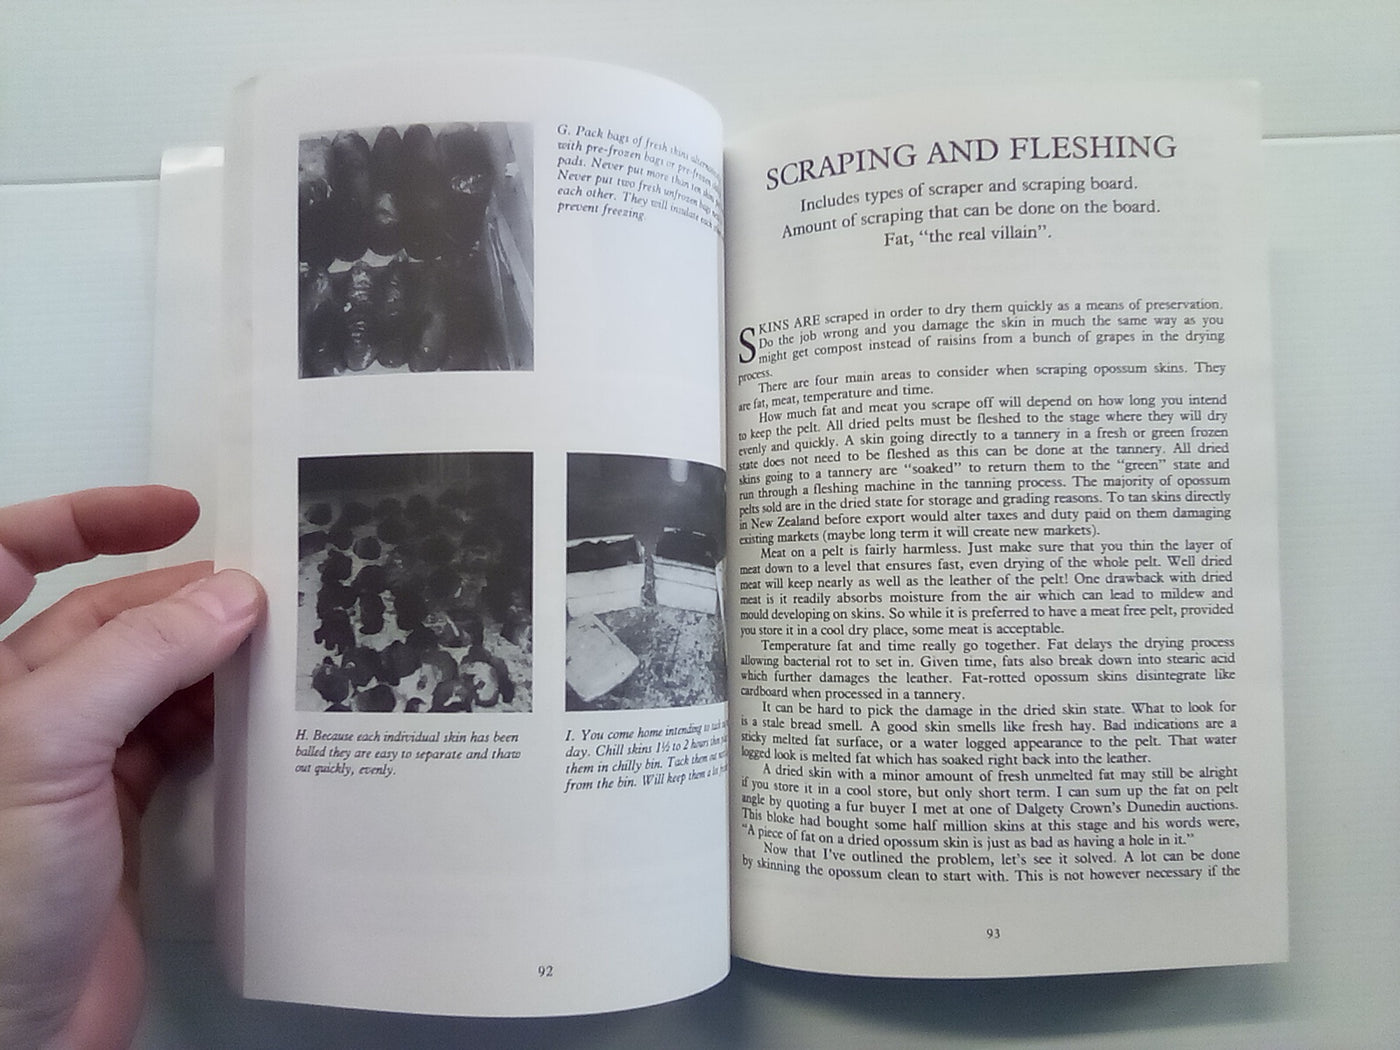 G. Pack bags of fresh skins
with pre-frozen bags or pre-frozen
pads. Never put more than ten skins
Never put two fresh unfrozen bags
each other. They will insulate each
prevent freezing.
H. Because each individual skin has been
balled they are easy to separate and thaw
out quickly, evenly.
I. You come home intending to tack
day. Chill skins 1½ to 2 hours then
them in chilly bin. Tack them out
from the bin. Will keep them a
92
SCRAPING AND FLESHING
Includes types of scraper and scraping board.
Amount of scraping that can be done on the board.
Fat, “the real villain”.
SKINS ARE scraped in order to dry them quickly as a means of preservation.
Do the job wrong and you damage the skin in much the same way as you
might get compost instead of raisins from a bunch of grapes in the drying
process.
There are four main areas to consider when scraping opossum skins. They
are fat, meat, temperature and time.
How much fat and meat you scrape off will depend on how long you intend
to keep the pelt. All dried pelts must be fleshed to the stage where they will dry
evenly and quickly. A skin going directly to a tannery in a fresh or green frozen
state does not need to be fleshed as this can be done at the tannery. All dried
skins going to a tannery are “soaked” to return them to the “green” state and
run through a fleshing machine in the tanning process. The majority of opossum
pelts sold are in the dried state for storage and grading reasons. To tan skins directly
in New Zealand before export would alter taxes and duty paid on them damaging
existing markets (maybe long term it will create new markets).
Meat on a pelt is fairly harmless. Just make sure that you thin the layer of
meat down to a level that ensures fast, even drying of the whole pelt. Well dried
meat will keep nearly as well as the leather of the pelt! One drawback with dried
meat is it readily absorbs moisture from the air which can lead to mildew and
mould developing on skins. So while it is preferred to have a meat free pelt, provided
you store it in a cool dry place, some meat is acceptable.
Temperature fat and time really go together. Fat delays the drying process
allowing bacterial rot to set in. Given time, fats also break down into stearic acid
which further damages the leather. Fat-rotted opossum skins disintegrate like
cardboard when processed in a tannery.
It can be hard to pick the damage in the dried skin state. What to look for
is a stale bread smell. A good skin smells like fresh hay. Bad indications are a
sticky melted fat surface, or a water logged appearance to the pelt. That water
logged look is melted fat which has soaked right back into the leather.
A dried skin with a minor amount of fresh unmelted fat may still be alright
if you store it in a cool store, but only short term. I can sum up the fat on pelt
angle by quoting a fur buyer I met at one of Dalgety Crown’s Dunedin auctions.
This bloke had bought some half million skins at this stage and his words were,
“A piece of fat on a dried opossum skin is just as bad as having a hole in it.”
Now that I’ve outlined the problem, let’s see it solved. A lot can be done
by skinning the opossum clean to start with. This is not however necessary if the
93